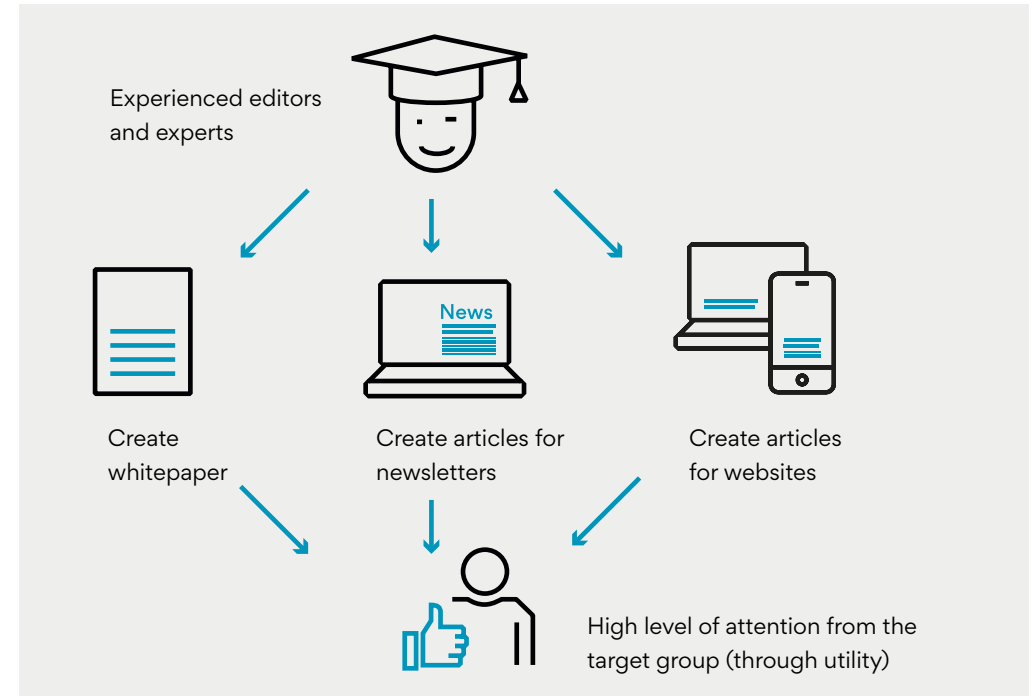 Experienced editors
and experts
News
Create
whitepaper
Create articles for
newsletters
Create articles
for websites
High level of attention from the
target group (through utility)